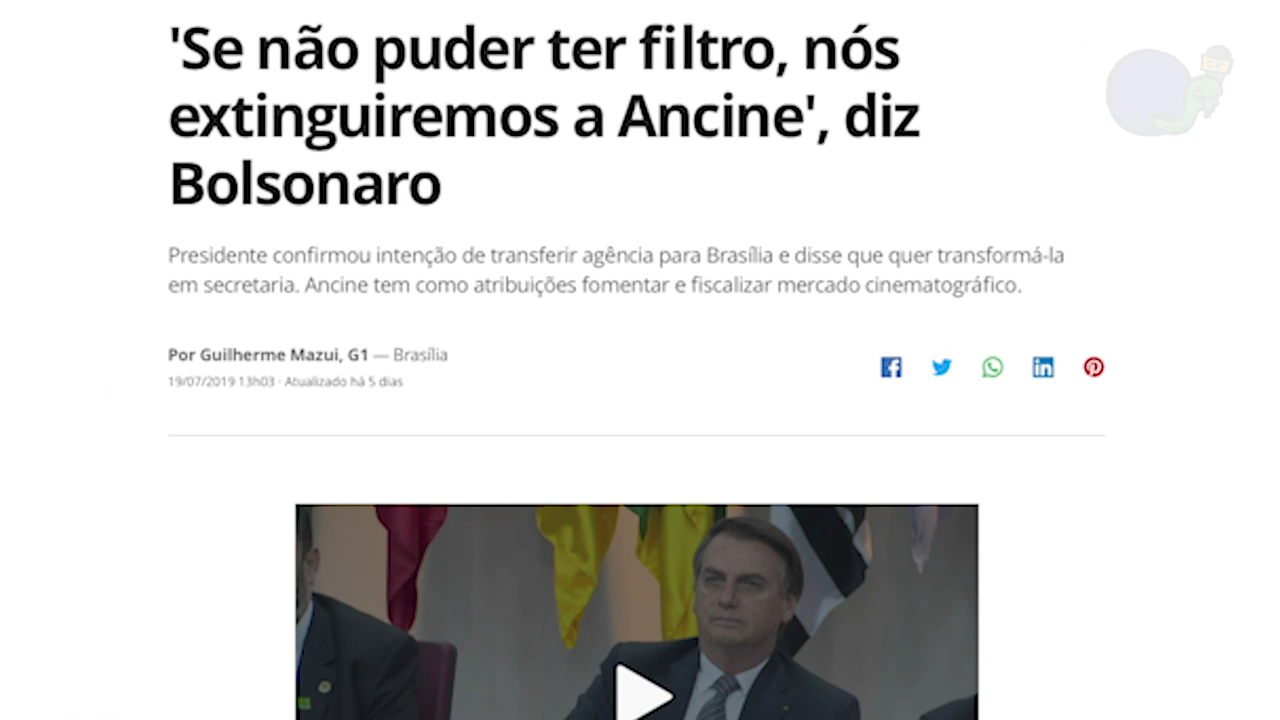 'Se não puder ter filtro, nós
extinguiremos a Ancine', diz
Bolsonaro
Presidente confirmou intenção de transferir agência para Brasília e disse que quer transformá-la
em secretaria. Ancine tem como atribuições fomentar e fiscalizar mercado cinematográfico.
Por Guilherme Mazui, G1 — Brasília
19/07/2019 13h03 · Atualizado há 5 dias